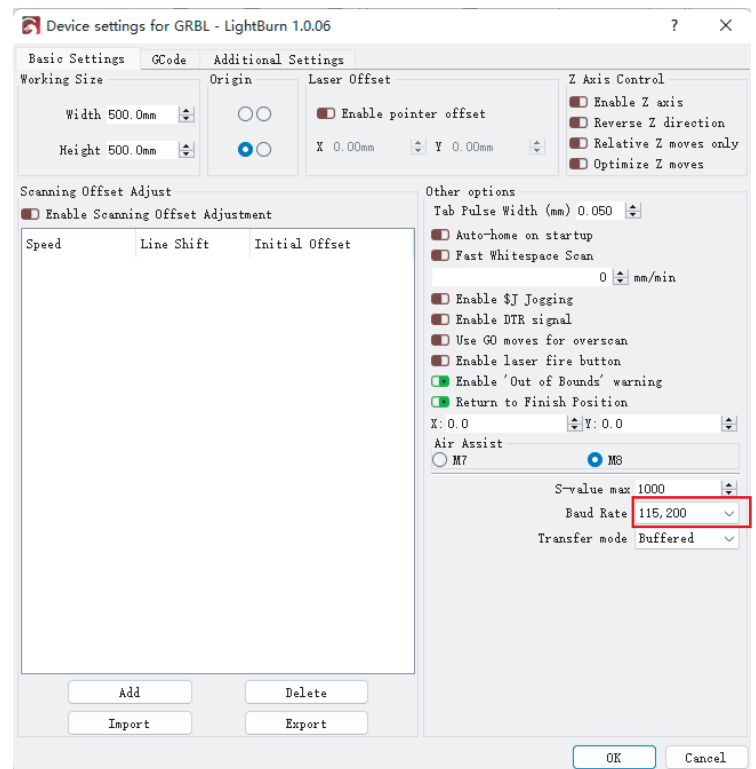 Device settings for GRBL - LightBurn 1.0.06 ? ×
Basic Settings GCode Additional Settings
Working Size
Width 500.0mm
Height 500.0mm
Origin
Laser Offset
Enable pointer offset
X 0.00mm Y 0.00mm
Z Axis Control
Enable Z axis
Reverse Z direction
Relative Z moves only
Optimize Z moves
Scanning Offset Adjust
Enable Scanning Offset Adjustment
Speed Line Shift Initial Offset
Add Delete
Import Export
Other options
Tab Pulse Width (mm) 0.050
Auto-home on startup
Fast Whitespace Scan
0 mm/min
Enable $J Jogging
Enable DTR signal
Use G0 moves for overscan
Enable laser fire button
Enable 'Out of Bounds' warning
Return to Finish Position
X: 0.0 Y: 0.0
Air Assist
M7 M8
S-value max 1000
Baud Rate 115,200
Transfer mode Buffered
OK Cancel